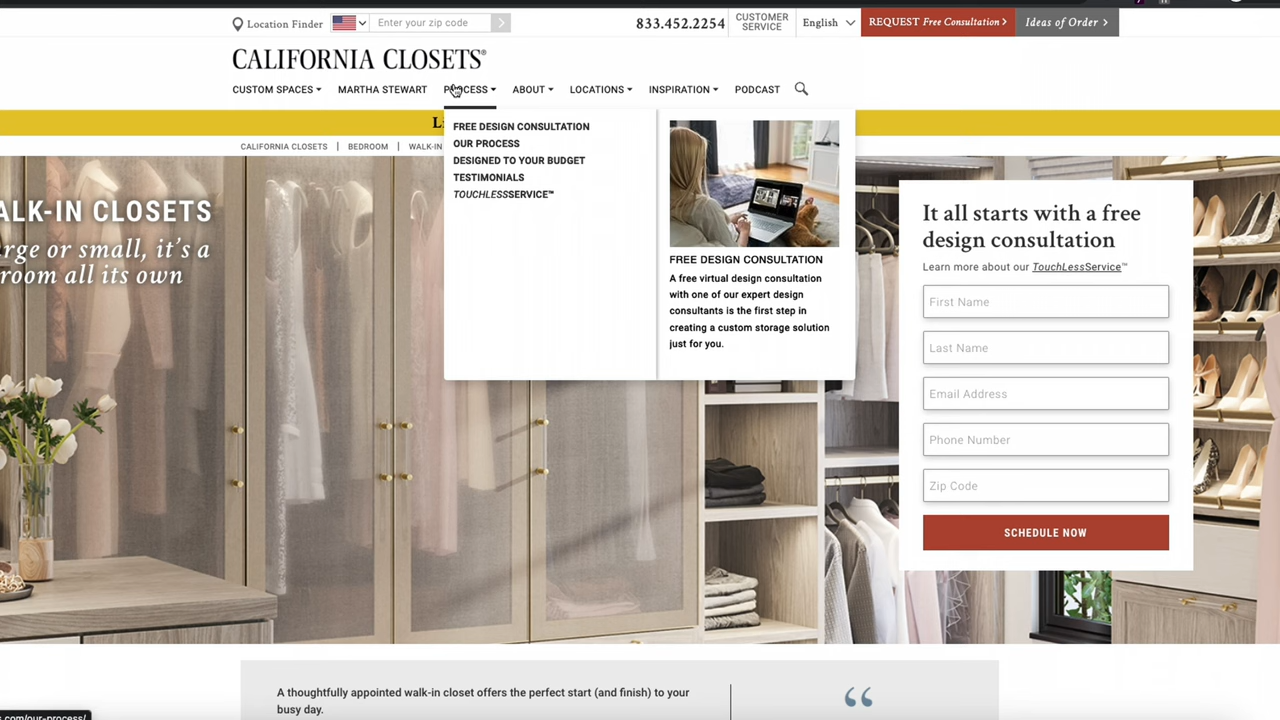 Location Finder
Enter your zip code
833.452.2254
CUSTOMER
SERVICE
English
REQUEST Free Consultation >
Ideas of Order >
CALIFORNIA CLOSETS®
CUSTOM SPACES
MARTHA STEWART
PROCESS
ABOUT
LOCATIONS
INSPIRATION
PODCAST
CALIFORNIA CLOSETS | BEDROOM | WALK-IN
FREE DESIGN CONSULTATION
OUR PROCESS
DESIGNED TO YOUR BUDGET
TESTIMONIALS
TOUCHLESSSERVICE™
FREE DESIGN CONSULTATION
A free virtual design consultation
with one of our expert design
consultants is the first step in
creating a custom storage solution
just for you.
ALK-IN CLOSETS
rge or small, it's a
room all its own
It all starts with a free
design consultation
Learn more about our TouchLessService™
First Name
Last Name
Email Address
Phone Number
Zip Code
SCHEDULE NOW
A thoughtfully appointed walk-in closet offers the perfect start (and finish) to your
busy day.
“
s.com/our-process/